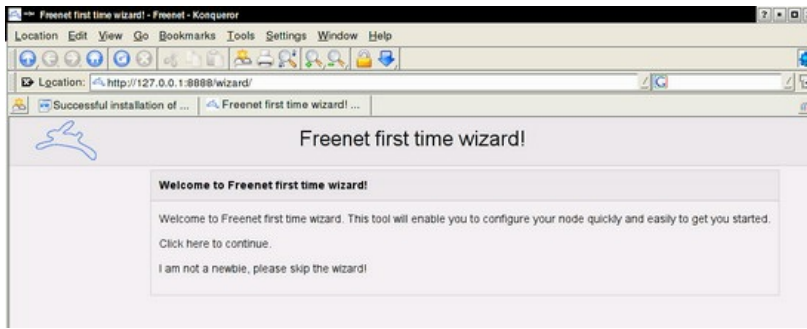 Freenet first time wizard! - Freenet - Konqueror
Location Edit View Go Bookmarks Tools Settings Window Help
Location: http://127.0.0.1:8888/wizard/
Successful installation of ... Freenet first time wizard! ...
Freenet first time wizard!
Welcome to Freenet first time wizard!
Welcome to Freenet first time wizard. This tool will enable you to configure your node quickly and easily to get you started.
Click here to continue.
I am not a newbie, please skip the wizard!